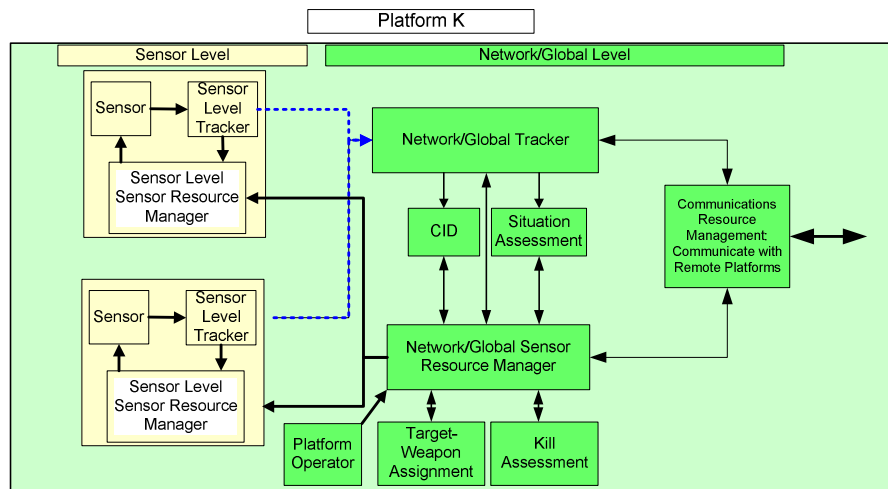 Platform K
Sensor Level
Network/Global Level
Sensor
Sensor
Level
Tracker
Sensor Level
Sensor Resource
Manager
Network/Global Tracker
CID
Situation
Assessment
Communications
Resource
Management:
Communicate with
Remote Platforms
Sensor
Sensor
Level
Tracker
Sensor Level
Sensor Resource
Manager
Network/Global Sensor
Resource Manager
Platform
Operator
Target-
Weapon
Assignment
Kill
Assessment